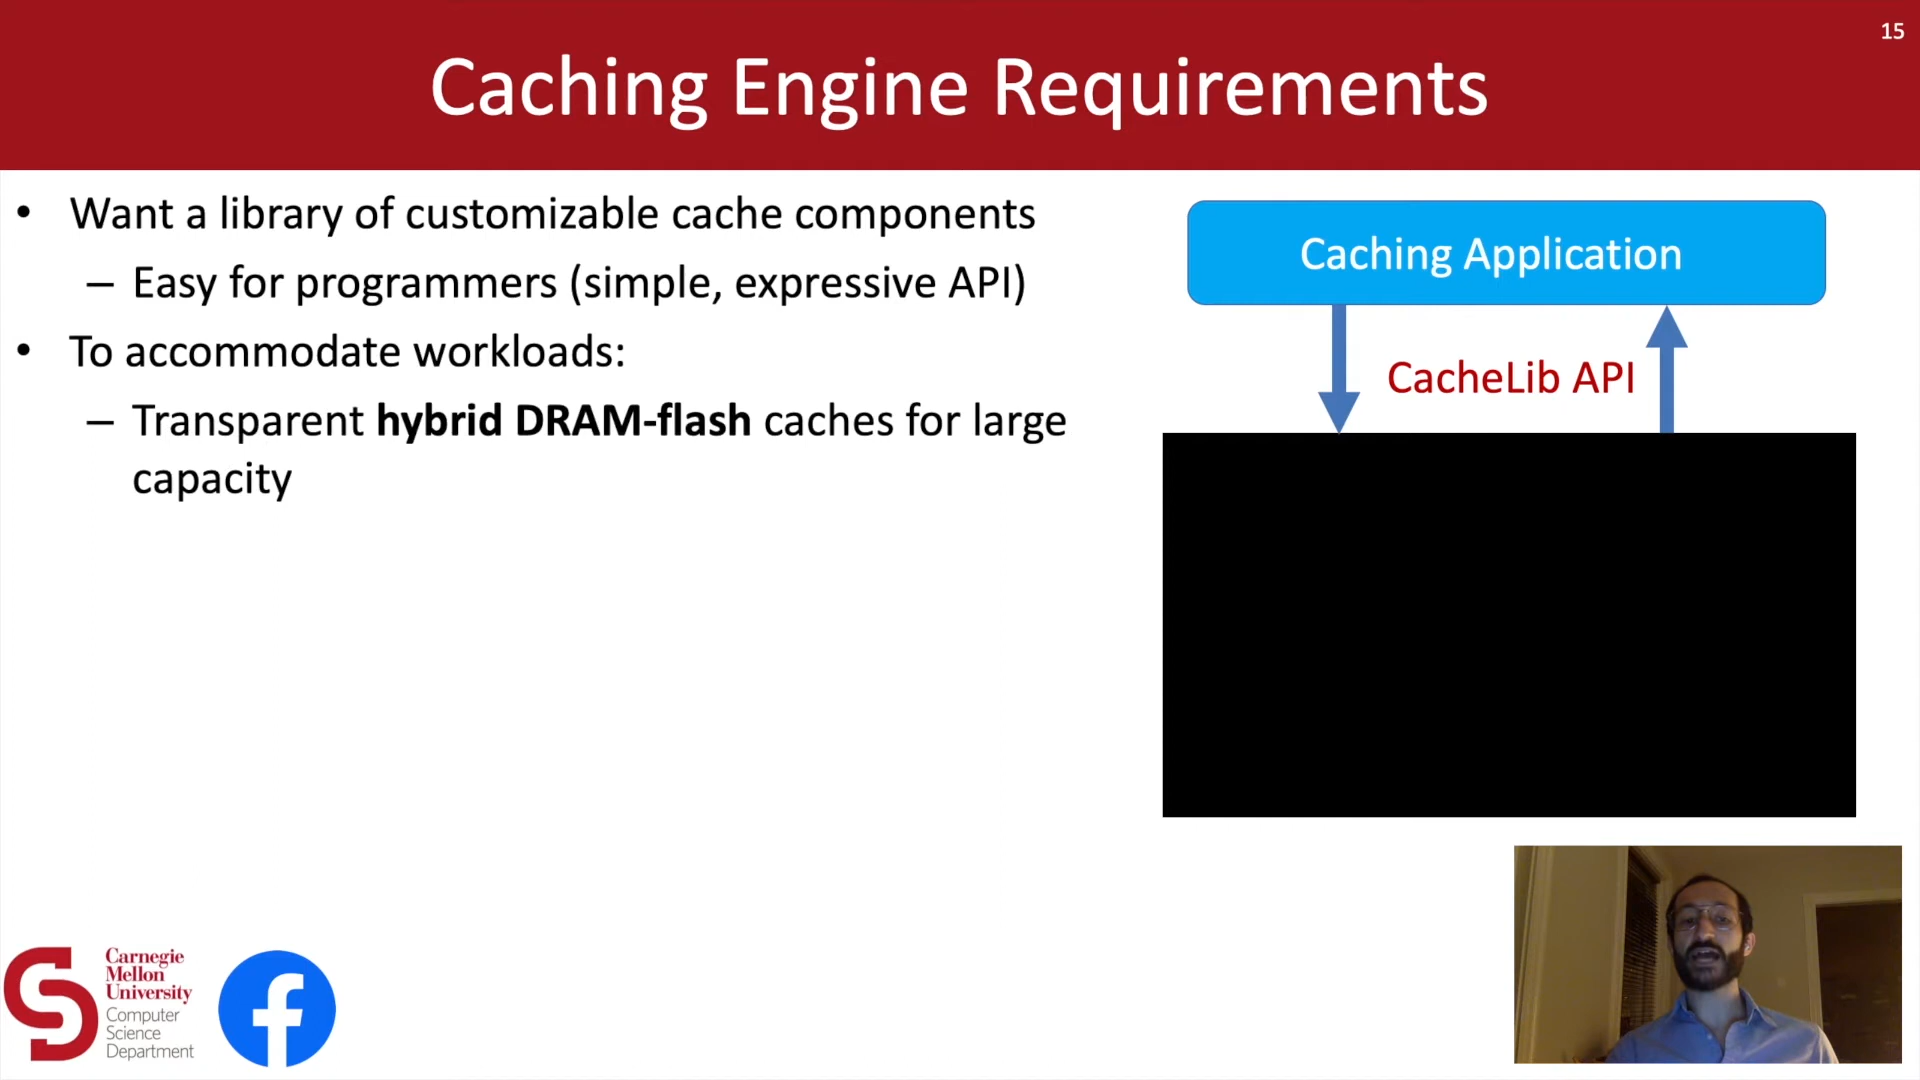 15
Caching Engine Requirements
• Want a library of customizable cache components
– Easy for programmers (simple, expressive API)
• To accommodate workloads:
– Transparent hybrid DRAM-flash caches for large
capacity
Caching Application
CacheLib API
Carnegie
Mellon
University
Computer
Science
Department